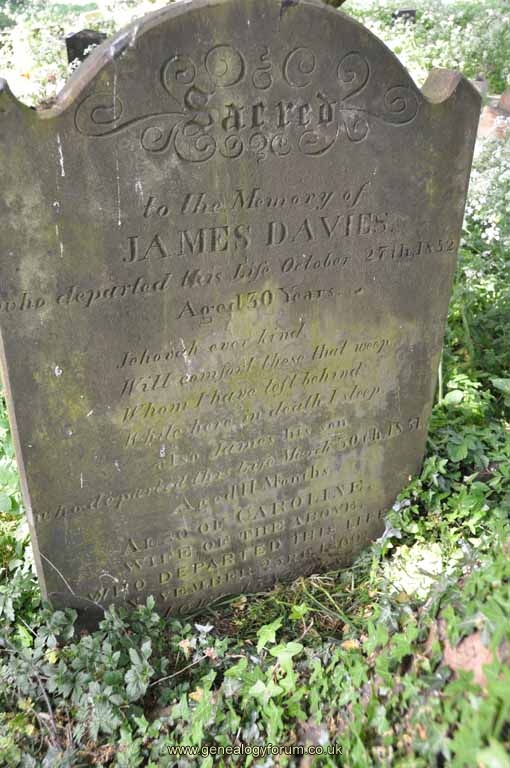 Sacred
to the Memory of
JAMES DAVIES.
who departed this life October 27th 1852
Aged 30 Years.
Jehovah ever kind
Will comfort those that weep,
Whom I have left behind
While here in death I sleep
Also James his son
who departed this Life March 30th 1851
Aged 11 Months
ALSO OF CAROLINE,
WIFE OF THE ABOVE,
WHO DEPARTED THIS LIFE
NOVEMBER
www.genealogyforum.co.uk